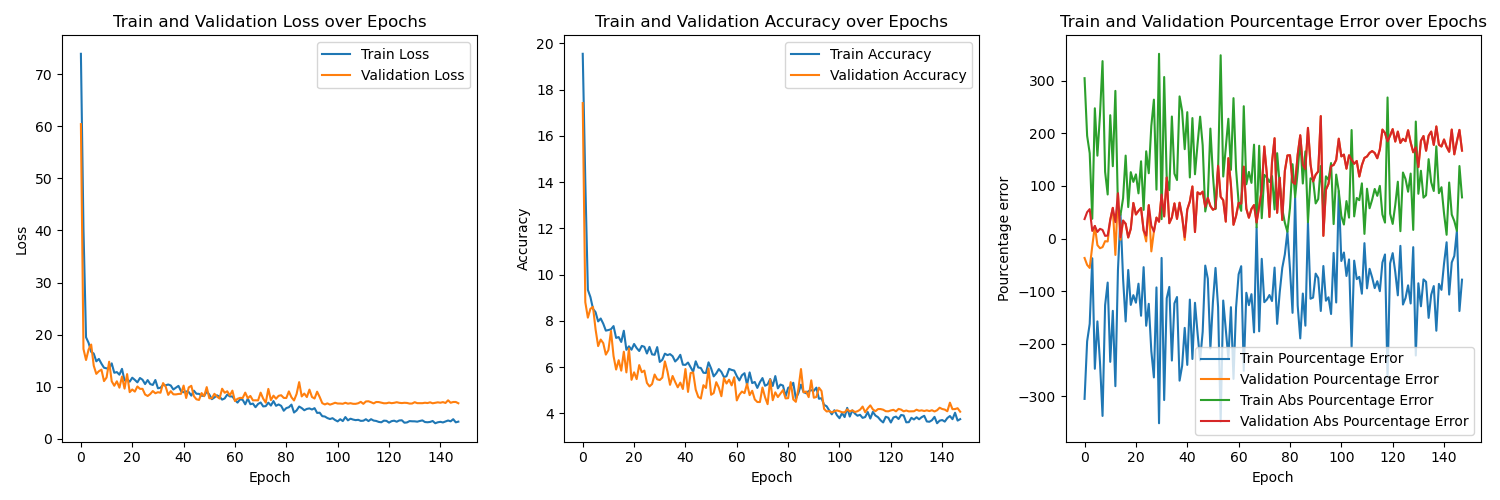 Train and Validation Loss over Epochs
Train Loss
Validation Loss
Loss
70
60
50
40
30
20
10
0
0 20 40 60 80 100 120 140
Epoch
Train and Validation Accuracy over Epochs
Train Accuracy
Validation Accuracy
Accuracy
20
18
16
14
12
10
8
6
4
0 20 40 60 80 100 120 140
Epoch
Train and Validation Pourcentage Error over Epochs
Pourcentage error
300
200
100
0
−100
−200
−300
Train Pourcentage Error
Validation Pourcentage Error
Train Abs Pourcentage Error
Validation Abs Pourcentage Error
0 20 40 60 80 100 120 140
Epoch